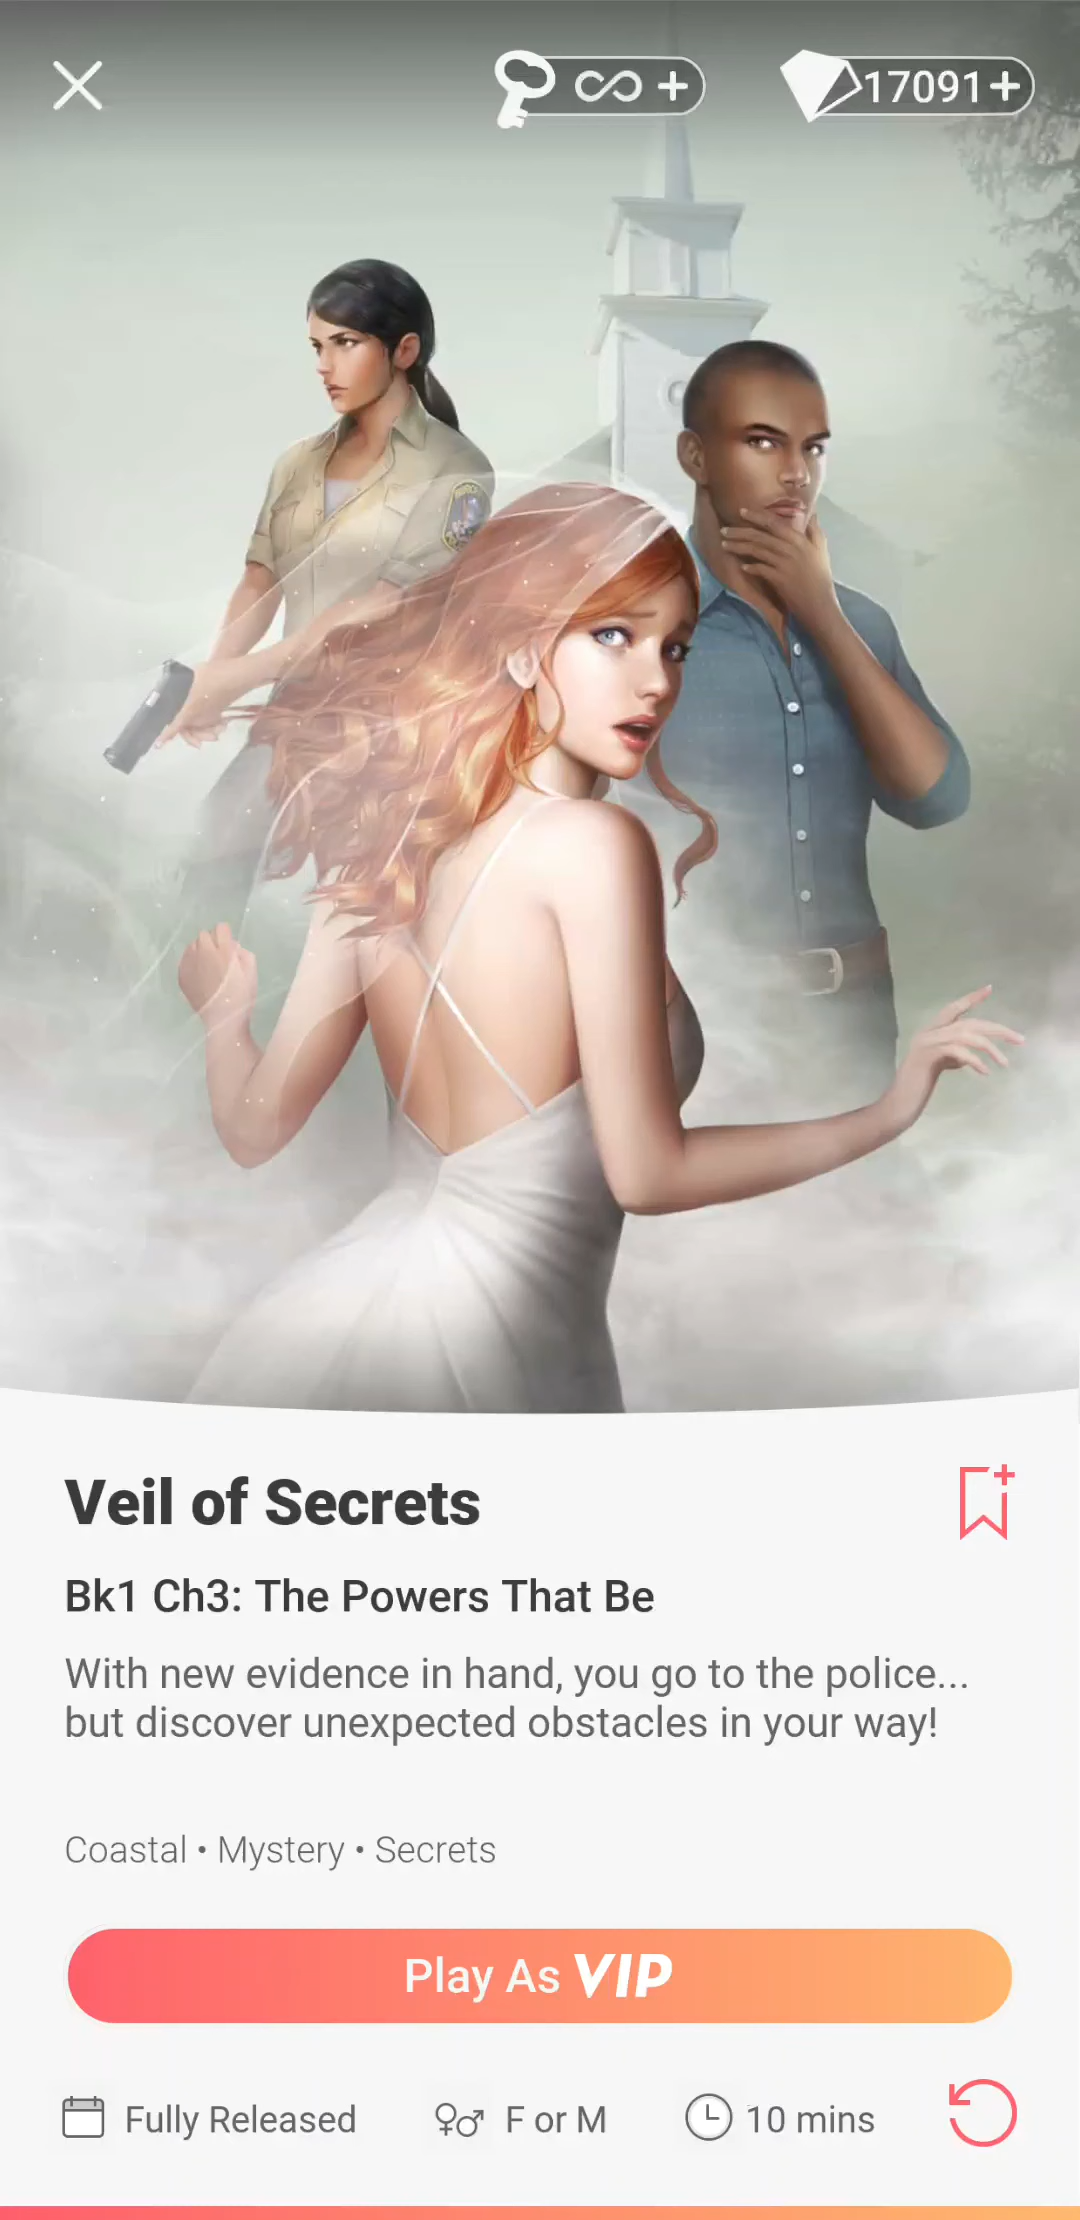 17091
Veil of Secrets
Bk1 Ch3: The Powers That Be
With new evidence in hand, you go to the police...
but discover unexpected obstacles in your way!
Coastal • Mystery • Secrets
Play As VIP
Fully Released
F or M
10 mins